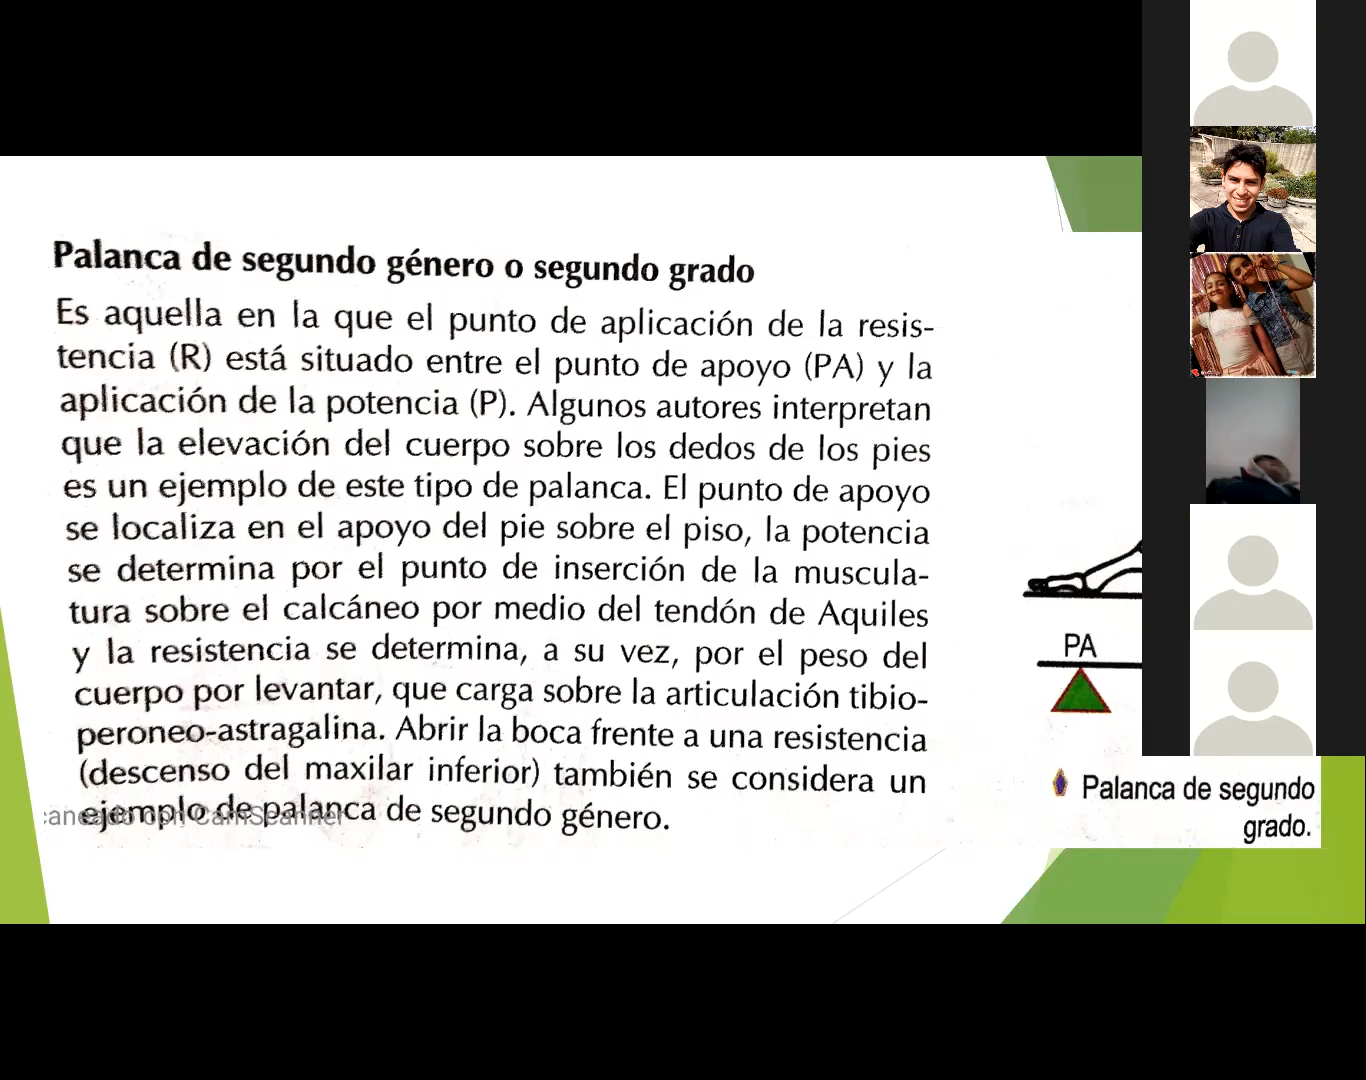 Palanca de segundo género o segundo grado
Es aquella en la que el punto de aplicación de la resis-
tencia (R) está situado entre el punto de apoyo (PA) y la
aplicación de la potencia (P). Algunos autores interpretan
que la elevación del cuerpo sobre los dedos de los pies
es un ejemplo de este tipo de palanca. El punto de apoyo
se localiza en el apoyo del pie sobre el piso, la potencia
se determina por el punto de inserción de la muscula-
tura sobre el calcáneo por medio del tendón de Aquiles
y la resistencia se determina, a su vez, por el peso del
cuerpo por levantar, que carga sobre la articulación tibio-
peroneo-astragalina. Abrir la boca frente a una resistencia
(descenso del maxilar inferior) también se considera un
ejemplo de palanca de segundo género.
caneado con CamScanner
PA
Palanca de segundo
grado.